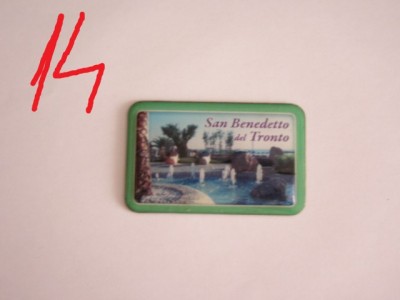 14
San Benedetto
del Tronto